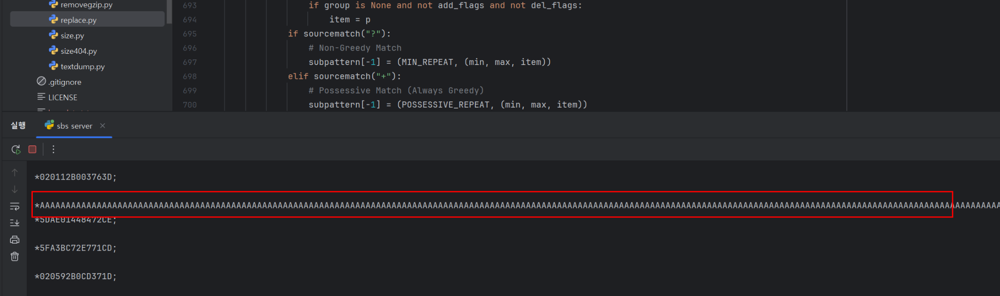 removegzip.py
replace.py
size.py
size404.py
textdump.py
.gitignore
LICENSE
693 if group is None and not add_flags and not del_flags:
694 item = p
695 if sourcematch("?"):
696 # Non-Greedy Match
697 subpattern[-1] = (MIN_REPEAT, (min, max, item))
698 elif sourcematch("+"):
699 # Possessive Match (Always Greedy)
700 subpattern[-1] = (POSSESSIVE_REPEAT, (min, max, item))
실행 sbs server
*020112B003763D;
*AAAAAAAAAAAAAAAAAAAAAAAAAAAAAAAAAAAAAAAAAAAAAAAAAAAAAAAAAAAAAAAAAAAAAAAAAAAAAAAAAAAAAAAAAAAAAAAAAAAAAAAAAAAAAAAAAAAAAAAAAAAAAAAAAAAAAAAAAAAAAAAAAAAAAAAAAAAAAAAAAAAAAAAAAAAAAAAAAAAAAAAAAA
*5DAE01448472CE;
*5FA3BC72E771CD;
*020592B0CD371D;